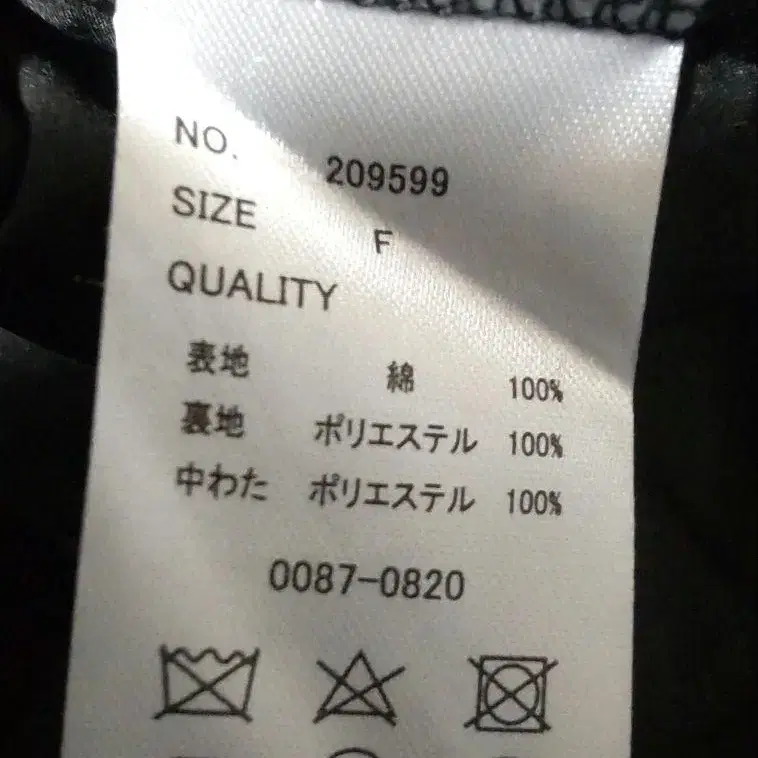 NO. 209599
SIZE F
QUALITY
表地 綿 100%
裏地 ポリエステル 100%
中わた ポリエステル 100%
0087-0820